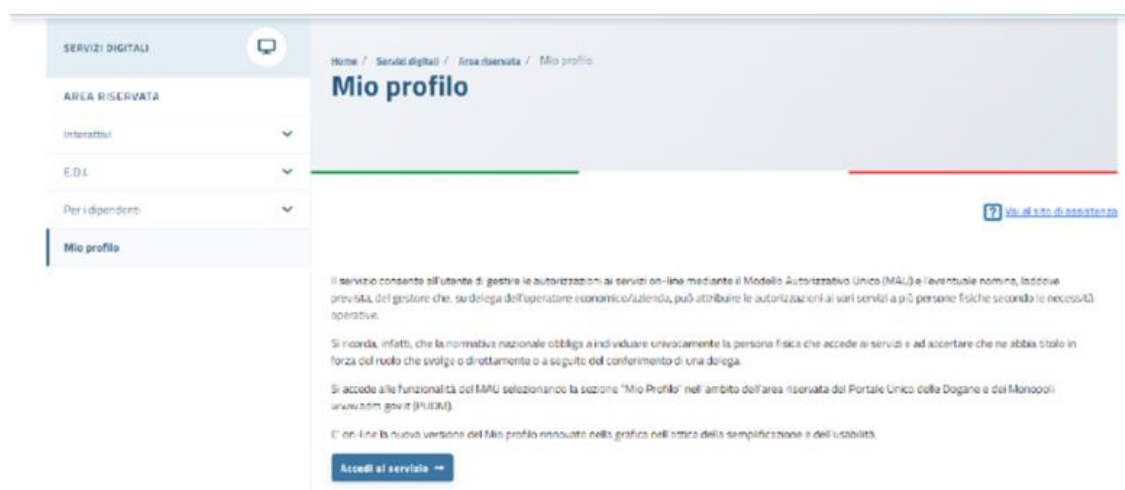 SERVIZI DIGITALI
AREA RISERVATA
Interattivi
E.D.I.
Per i dipendenti
Mio profilo
Home / Servizi digitali / Area riservata / Mio profilo
Mio profilo
? Vai al sito di assistenza
Il servizio consente all'utente di gestire le autorizzazioni ai servizi on-line mediante il Modello Autorizzativo Unico (MAU) e l'eventuale nomina, laddove
prevista, del gestore che, su delega dell'operatore economico/azienda, può attribuire le autorizzazioni ai vari servizi a più persone fisiche secondo le necessità
operative.
Si ricorda, infatti, che la normativa nazionale obbliga a individuare univocamente la persona fisica che accede ai servizi e ad accertare che ne abbia titolo in
forza del ruolo che svolge o direttamente o a seguito del conferimento di una delega.
Si accede alle funzionalità del MAU selezionando la sezione "Mio Profilo" nell'ambito dell'area riservata del Portale Unico delle Dogane e dei Monopoli
www.adm.gov.it (PUDM).
E' on-line la nuova versione del Mio profilo rinnovato nella grafica nell'ottica della semplificazione e dell'usabilità.
Accedi al servizio →